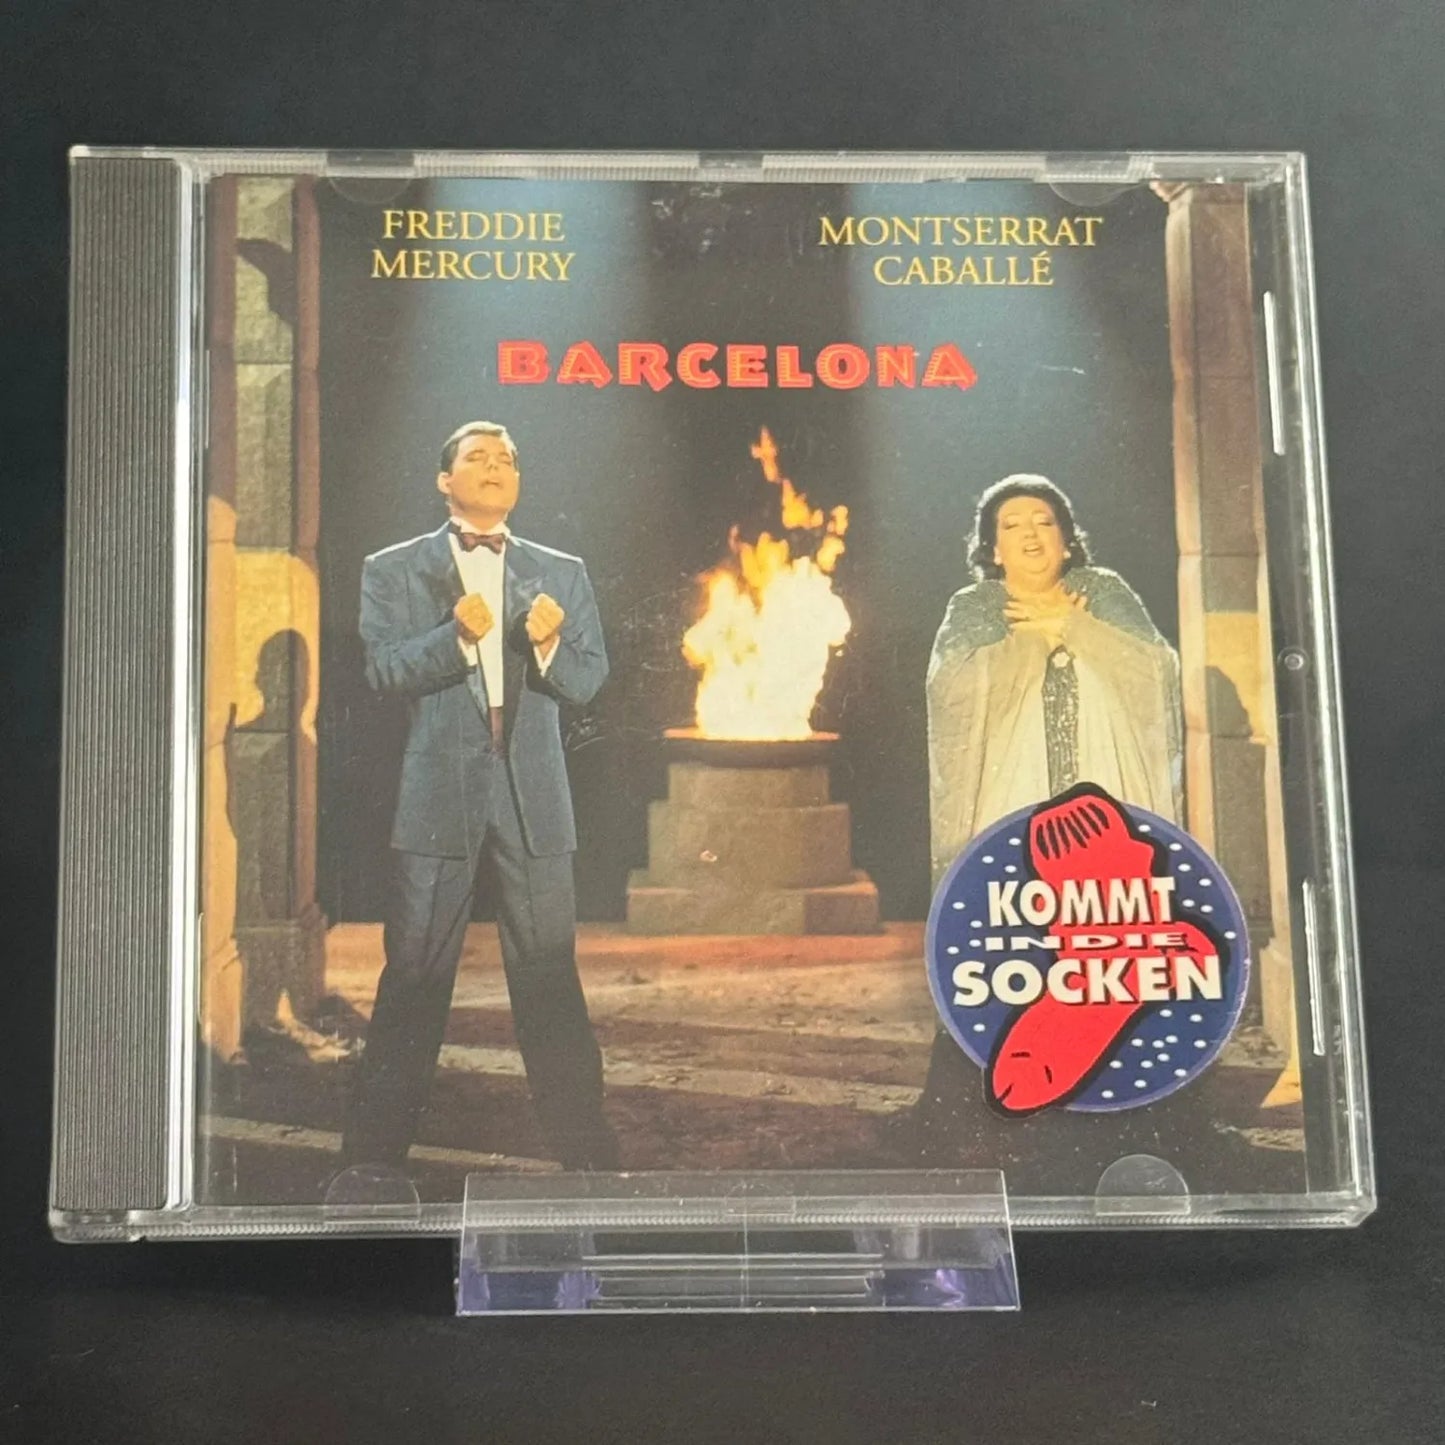 FREDDIE
MERCURY
MONTSERRAT
CABALLÉ
BARCELONA
KOMMT
IN DIE
SOCKEN